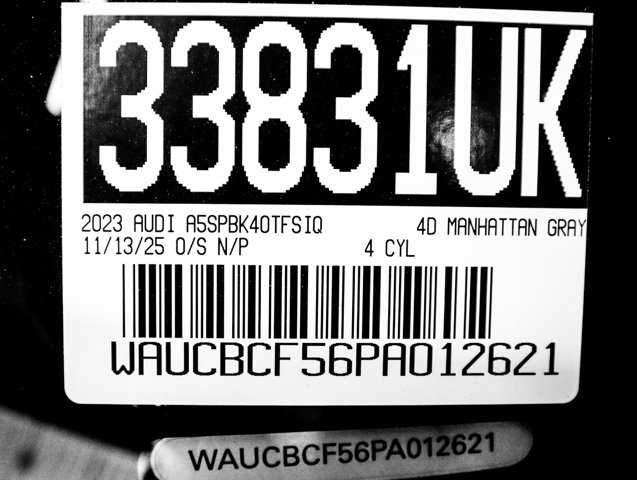 33831UK
2023 AUDI A5SPBK40TFSIQ 4D MANHATTAN GRAY
11/13/25 O/S N/P 4 CYL
WAUCBCF56PA012621
WAUCBCF56PA012621